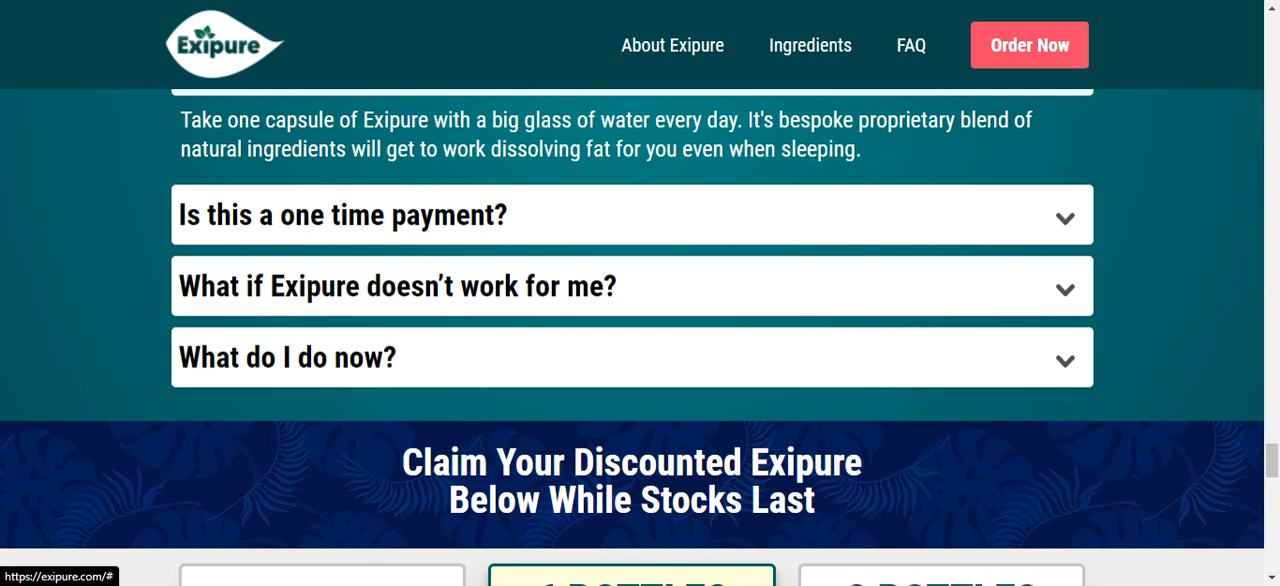 Exipure
About Exipure
Ingredients
FAQ
Order Now
Take one capsule of Exipure with a big glass of water every day. It's bespoke proprietary blend of
natural ingredients will get to work dissolving fat for you even when sleeping.
Is this a one time payment?
What if Exipure doesn’t work for me?
What do I do now?
Claim Your Discounted Exipure
Below While Stocks Last
BOTTLES
BOTTLES
https://exipure.com/#